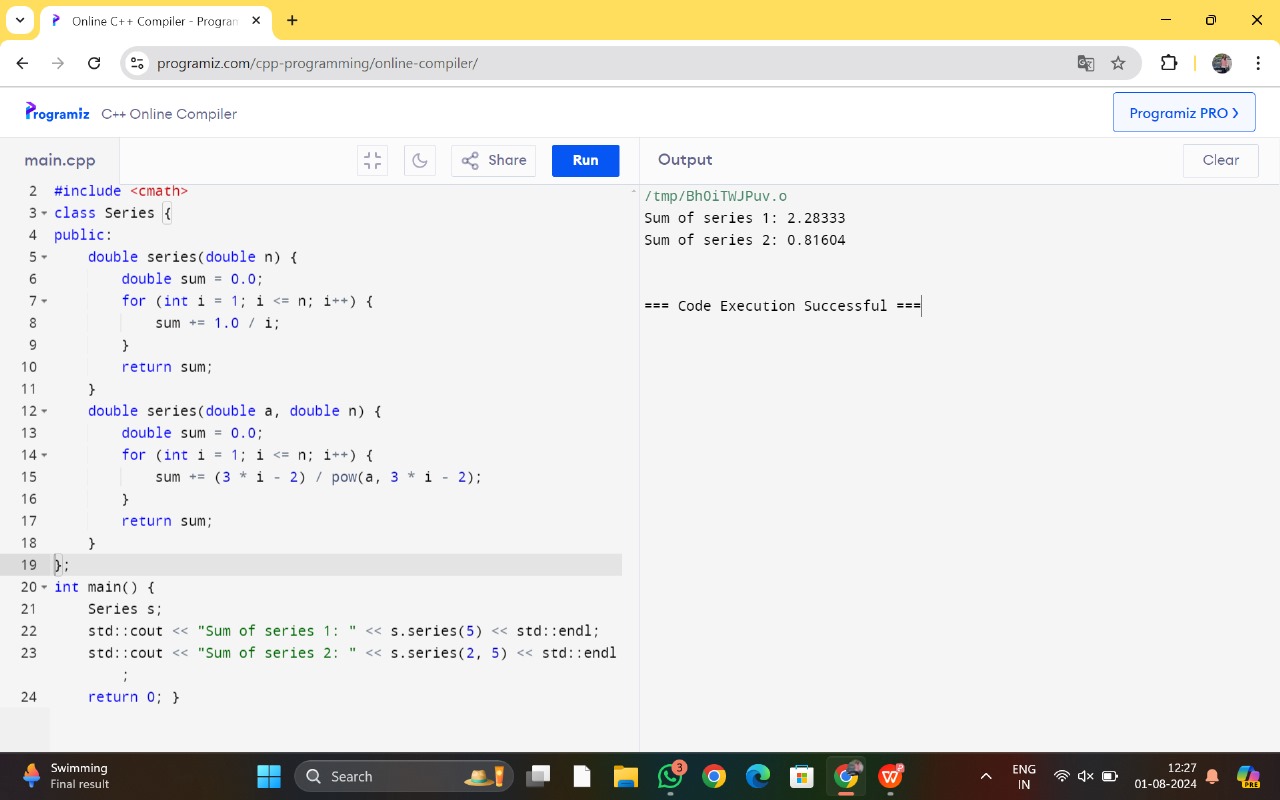 Online C++ Compiler - Progran
programiz.com/cpp-programming/online-compiler/
Programiz C++ Online Compiler
Programiz PRO ❯
main.cpp
Share
Run
Output
Clear
2 #include <cmath>
3 class Series {
4 public:
5 double series(double n) {
6 double sum = 0.0;
7 for (int i = 1; i <= n; i++) {
8 sum += 1.0 / i;
9 }
10 return sum;
11 }
12 double series(double a, double n) {
13 double sum = 0.0;
14 for (int i = 1; i <= n; i++) {
15 sum += (3 * i - 2) / pow(a, 3 * i - 2);
16 }
17 return sum;
18 }
19 };
20 int main() {
21 Series s;
22 std::cout << "Sum of series 1: " << s.series(5) << std::endl;
23 std::cout << "Sum of series 2: " << s.series(2, 5) << std::endl
;
24 return 0; }
/tmp/BhOiTWJPuv.o
Sum of series 1: 2.28333
Sum of series 2: 0.81604
=== Code Execution Successful ===
Swimming
Final result
Search
3
ENG
IN
12:27
01-08-2024
PRE